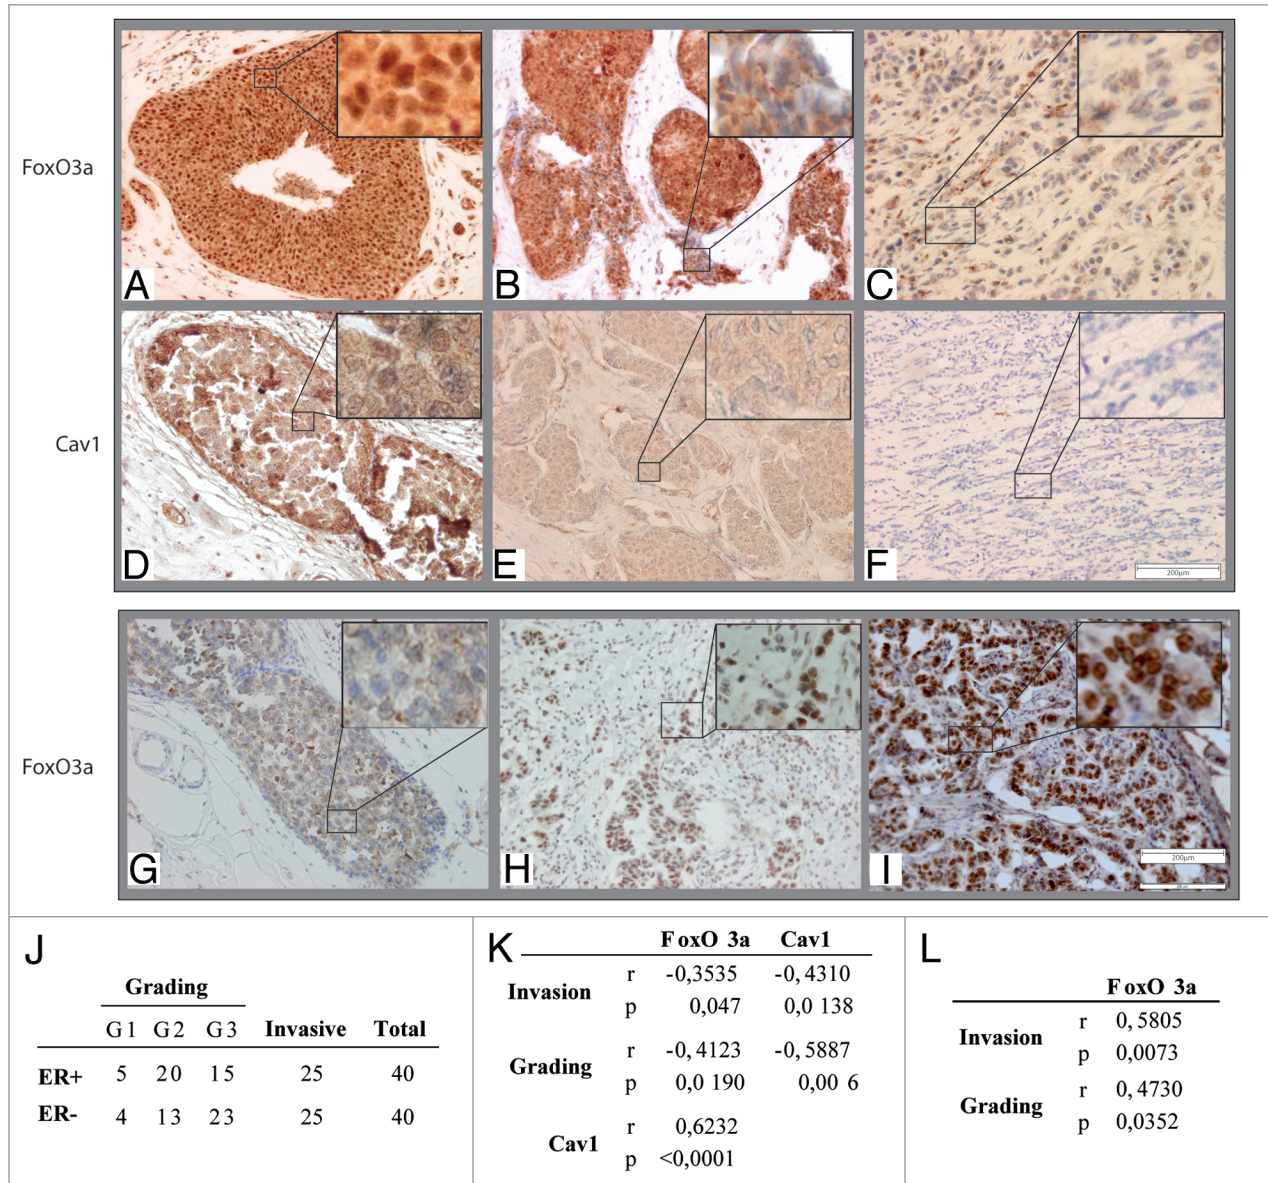 FoxO3a
A
B
C
Cav1
D
E
F
200µm
FoxO3a
G
H
I
200µm
J
Grading
G1 G2 G3 Invasive Total
ER+ 5 20 15 25 40
ER- 4 13 23 25 40
K
FoxO 3a Cav1
Invasion r -0,3535 -0,4310
p 0,047 0,0 138
Grading r -0,4123 -0,5887
p 0,0 190 0,00 6
Cav1 r 0,6232
p <0,0001
L
FoxO 3a
Invasion r 0,5805
p 0,0073
Grading r 0,4730
p 0,0352